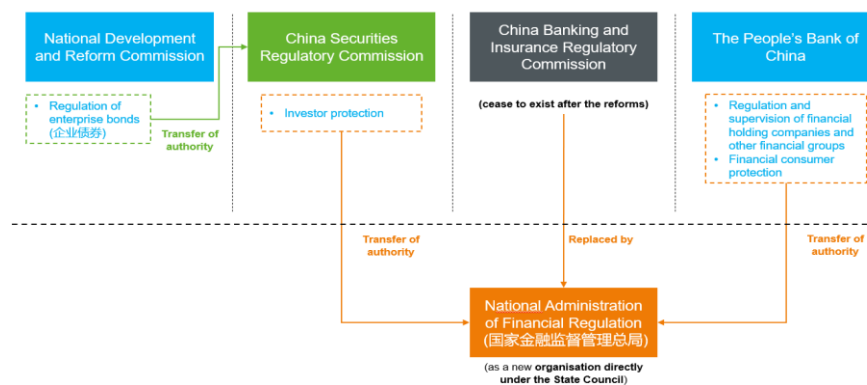 National Development
and Reform Commission
China Securities
Regulatory Commission
China Banking and
Insurance Regulatory
Commission
The People's Bank of
China
• Regulation of
enterprise bonds
(企业债券)
Transfer of
authority
• Investor protection
(cease to exist after the reforms)
• Regulation and
supervision of financial
holding companies and
other financial groups
• Financial consumer
protection
Transfer of
authority
Replaced by
Transfer of
authority
National Administration
of Financial Regulation
(国家金融监督管理总局)
(as a new organisation directly
under the State Council)